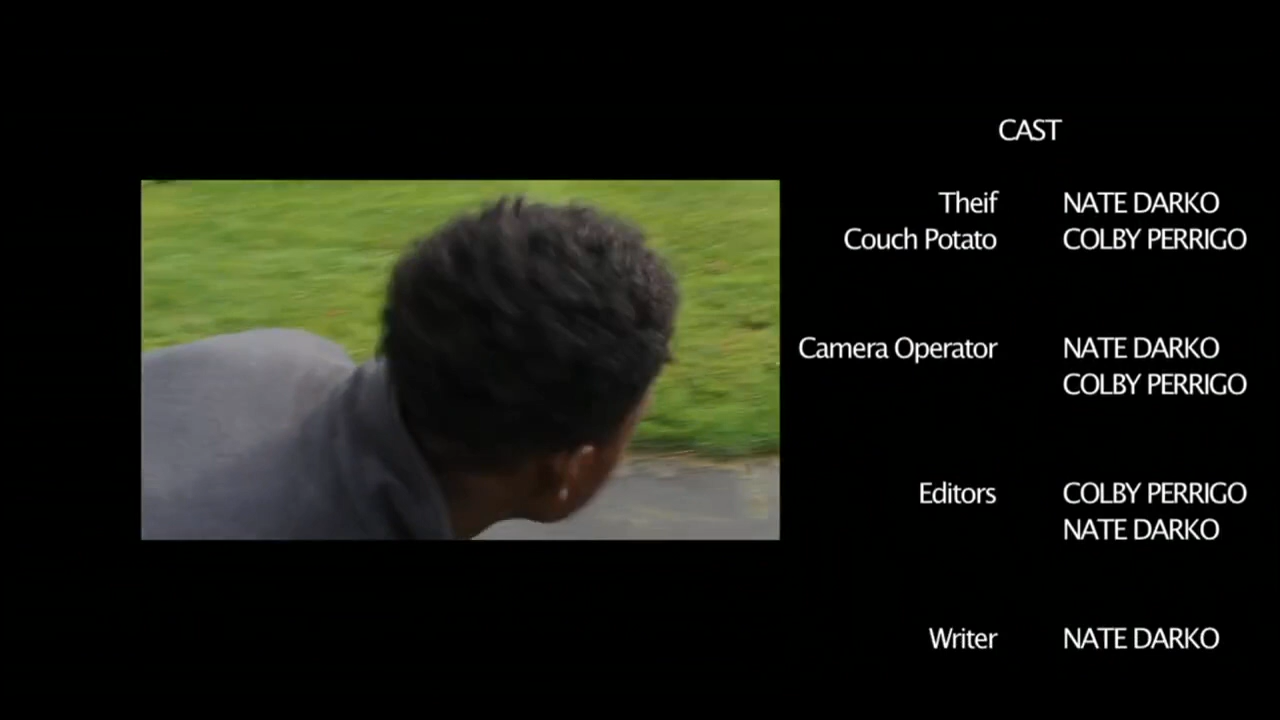 CAST
Theif NATE DARKO
Couch Potato COLBY PERRIGO
Camera Operator NATE DARKO
COLBY PERRIGO
Editors COLBY PERRIGO
NATE DARKO
Writer NATE DARKO